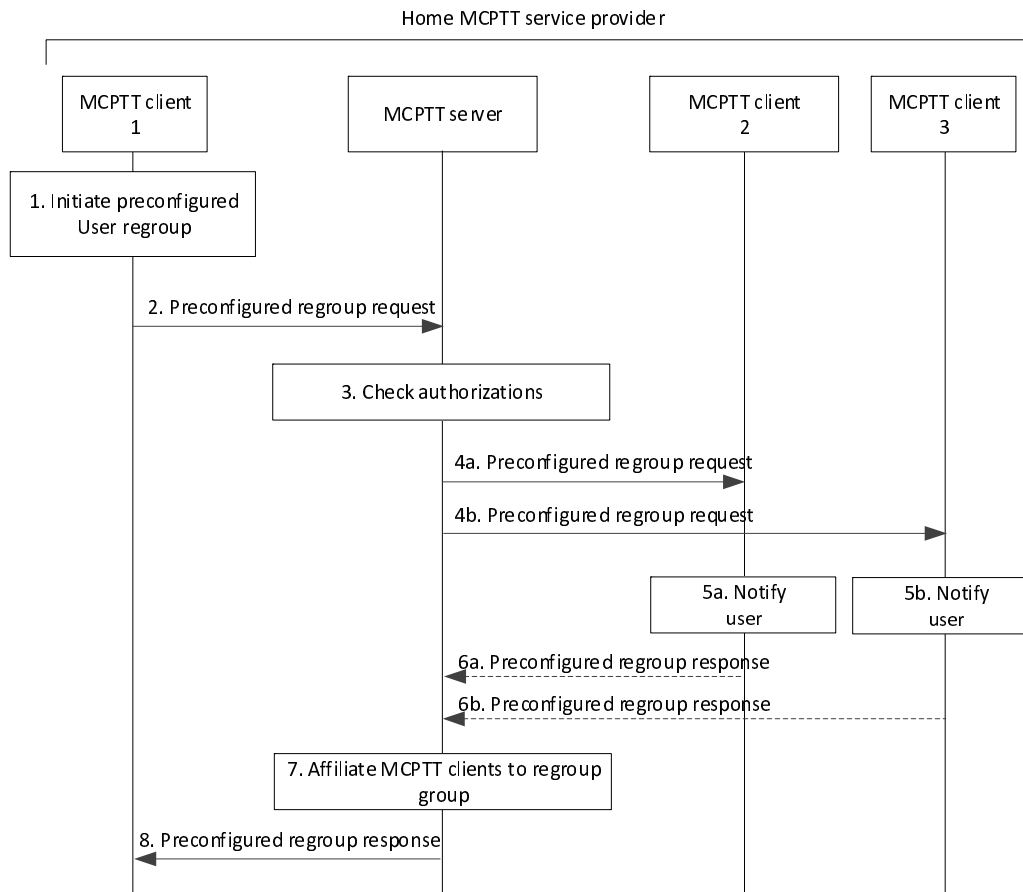 Home MCPTT service provider
MCPTT client
1
MCPTT server
MCPTT client
2
MCPTT client
3
1. Initiate preconfigured
User regroup
2. Preconfigured regroup request
3. Check authorizations
4a. Preconfigured regroup request
4b. Preconfigured regroup request
5a. Notify
user
5b. Notify
user
6a. Preconfigured regroup response
6b. Preconfigured regroup response
7. Affiliate MCPTT clients to regroup
group
8. Preconfigured regroup response